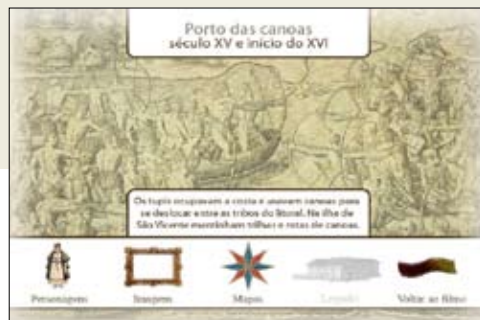 Porto das canoas
século XV e início do XVI
Os tupis ocupavam a costa e usavam canoas para
se deslocar entre as tribos do litoral. Na ilha de
São Vicente mantinham trilhas e rotas de canoas.
Personagens Imagens Mapas Legado Voltar ao filme